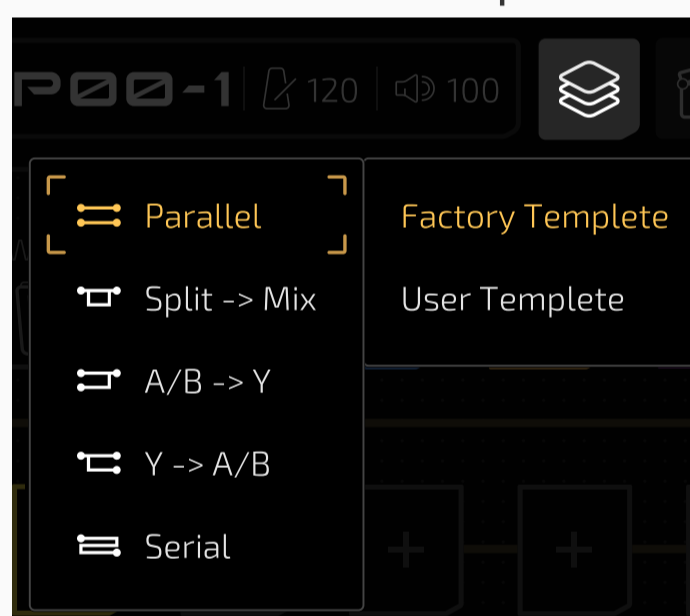 P00-1 120 100
Parallel
Split -> Mix
A/B -> Y
Y -> A/B
Serial
Factory Templete
User Templete